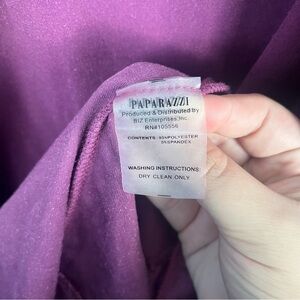 PAPARAZZI
Produced & Distributed by
BIZ Enterprises,Inc
RN#105556
CONTENTS: 95%POLYESTER
5%SPANDEX
WASHING INSTRUCTIONS:
DRY CLEAN ONLY